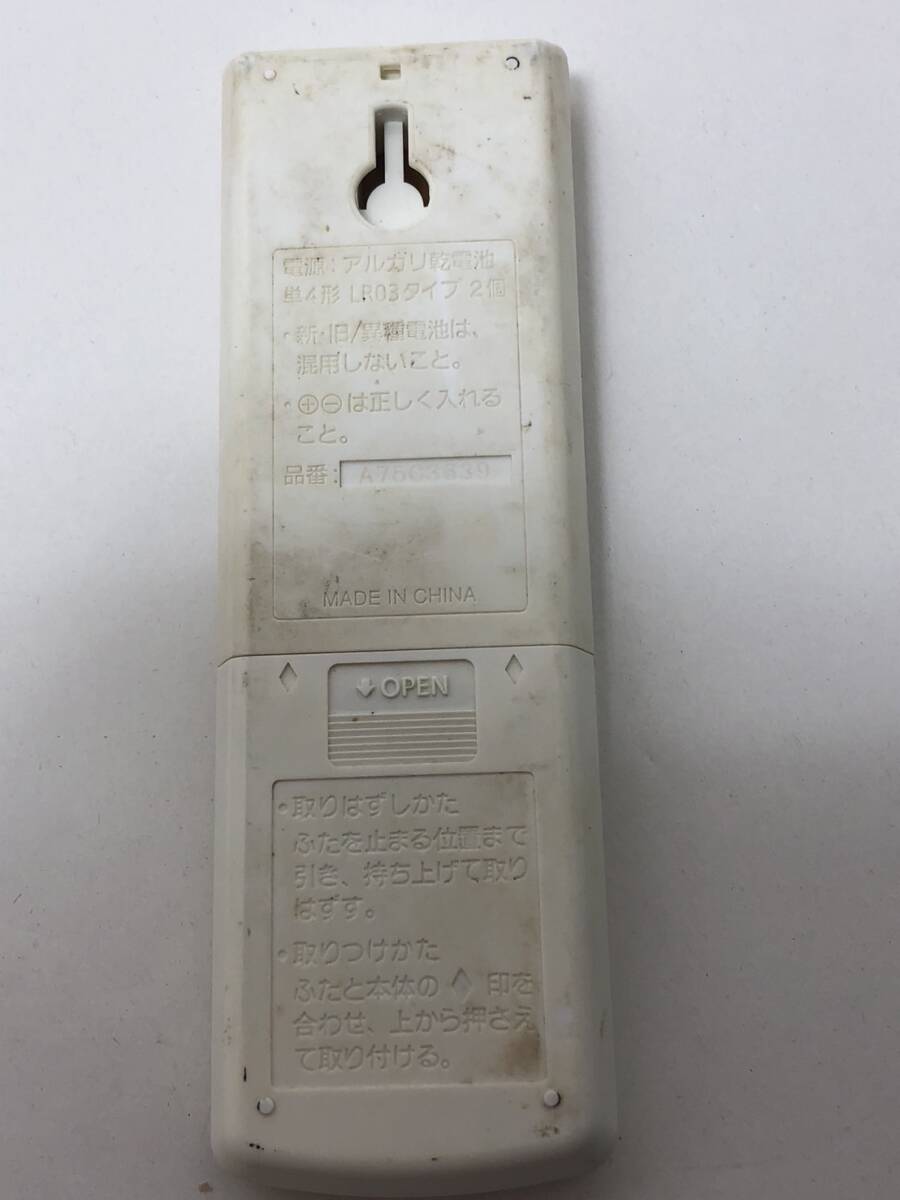 電源:アルカリ乾電池
単4形 LR03タイプ 2個
・新・旧/異種電池は、
混用しないこと。
・⊕⊖は正しく入れる
こと。
品番: A75C3639
MADE IN CHINA
↓OPEN
・取りはずしかた
ふたを止まる位置まで
引き、持ち上げて取り
はずす。
・取りつけかた
ふたと本体の ◇ 印を
合わせ、上から押さえ
て取り付ける。